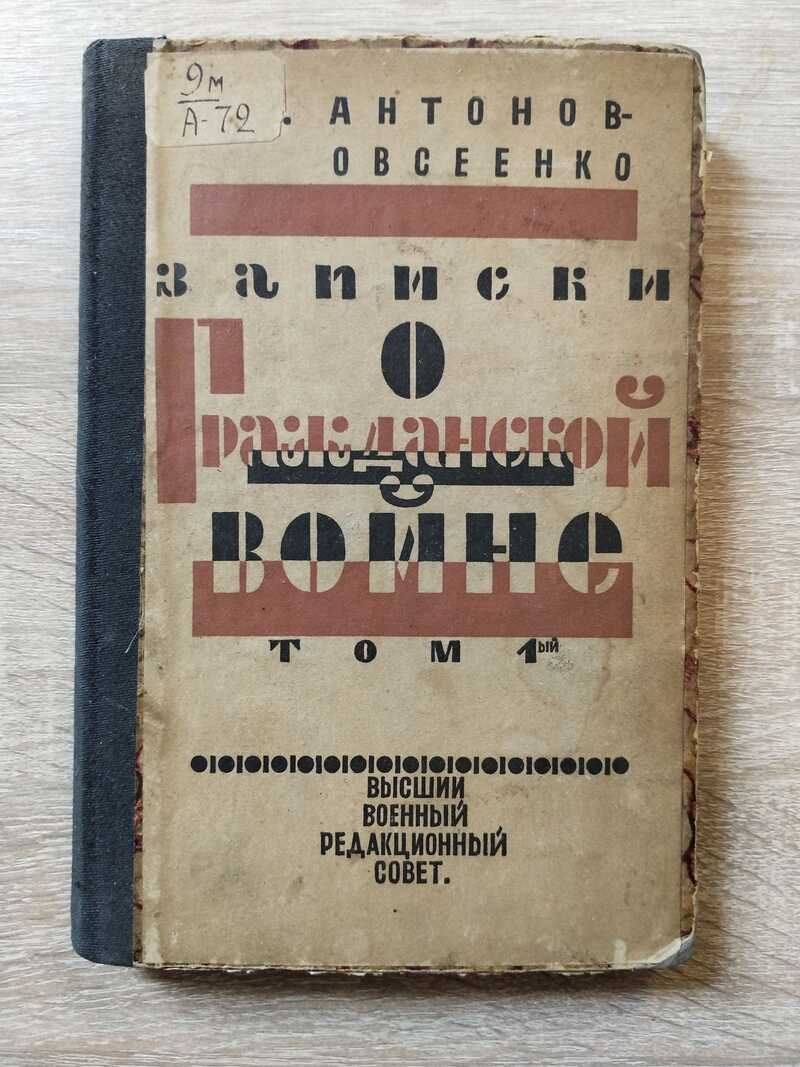 9м
А-72
. АНТОНОВ-
ОВСЕЕНКО
ЗАПИСКИ
О
ГРАЖДАНСКОЙ
ВОЙНЕ
ТОМ 1ый
ВЫСШИЙ
ВОЕННЫЙ
РЕДАКЦИОННЫЙ
СОВЕТ.